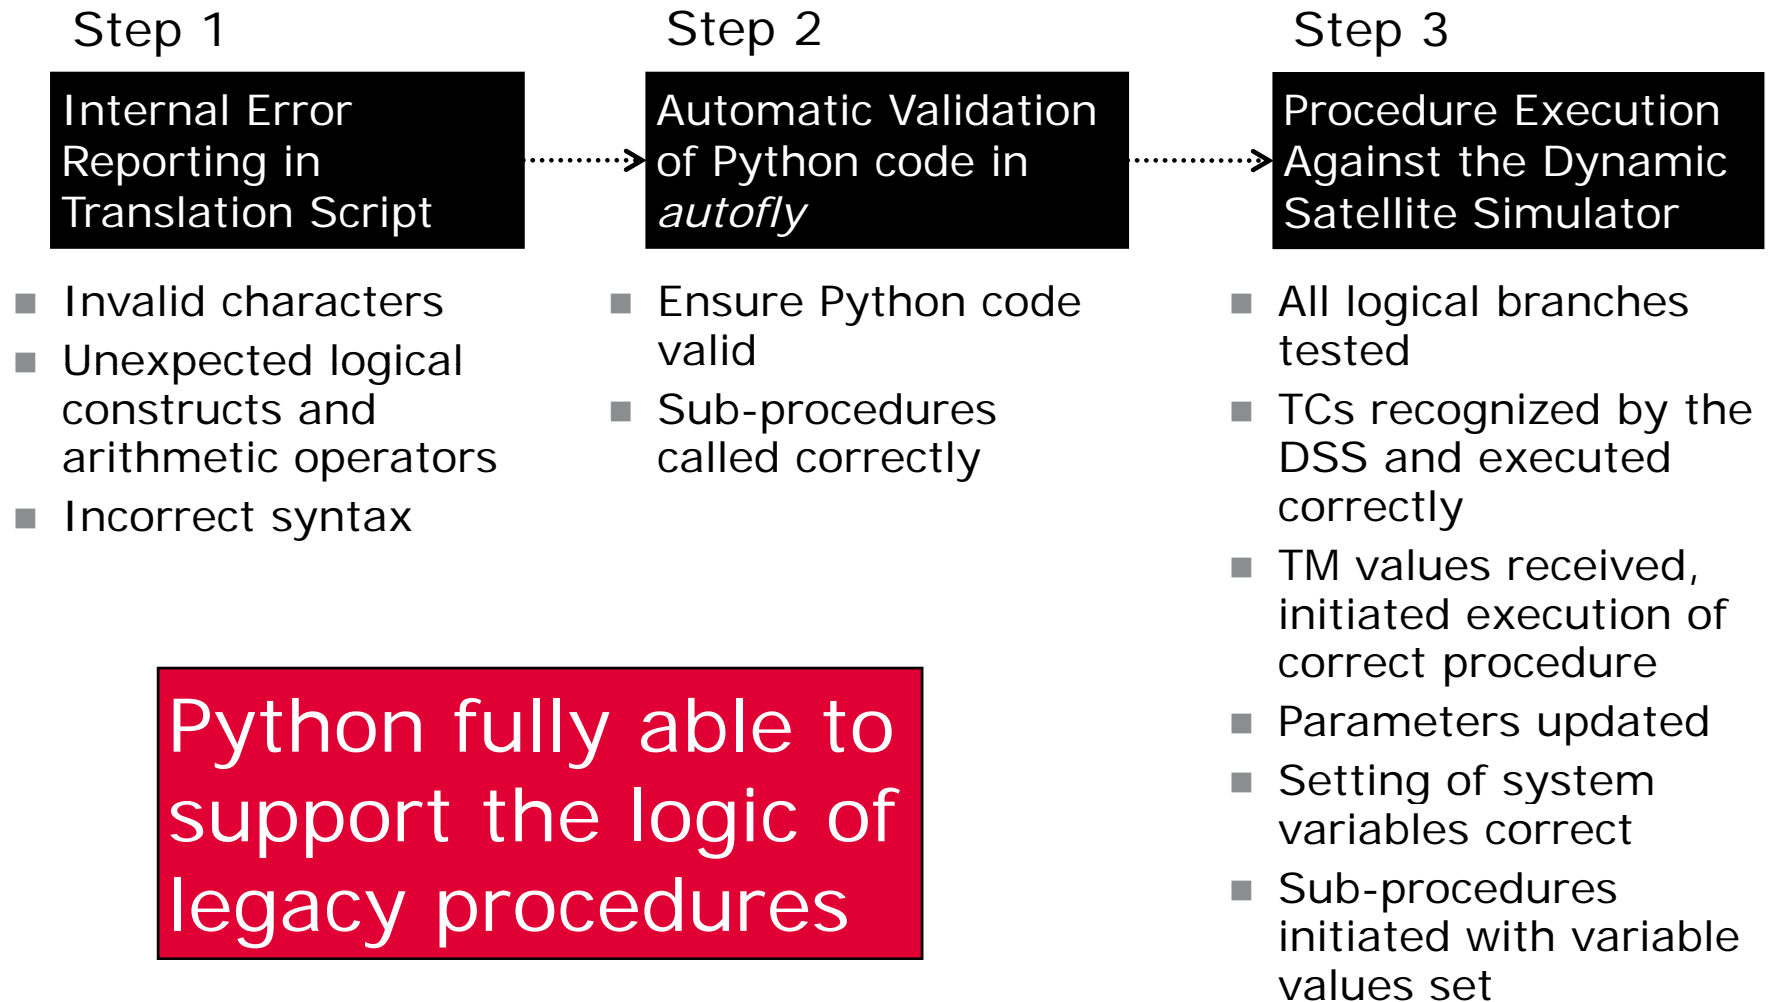 Step 1
Internal Error
Reporting in
Translation Script
Invalid characters
Unexpected logical
constructs and
arithmetic operators
Incorrect syntax
Step 2
Automatic Validation
of Python code in
autofly
Ensure Python code
valid
Sub-procedures
called correctly
Step 3
Procedure Execution
Against the Dynamic
Satellite Simulator
All logical branches
tested
TCs recognized by the
DSS and executed
correctly
TM values received,
initiated execution of
correct procedure
Parameters updated
Setting of system
variables correct
Sub-procedures
initiated with variable
values set
Python fully able to
support the logic of
legacy procedures